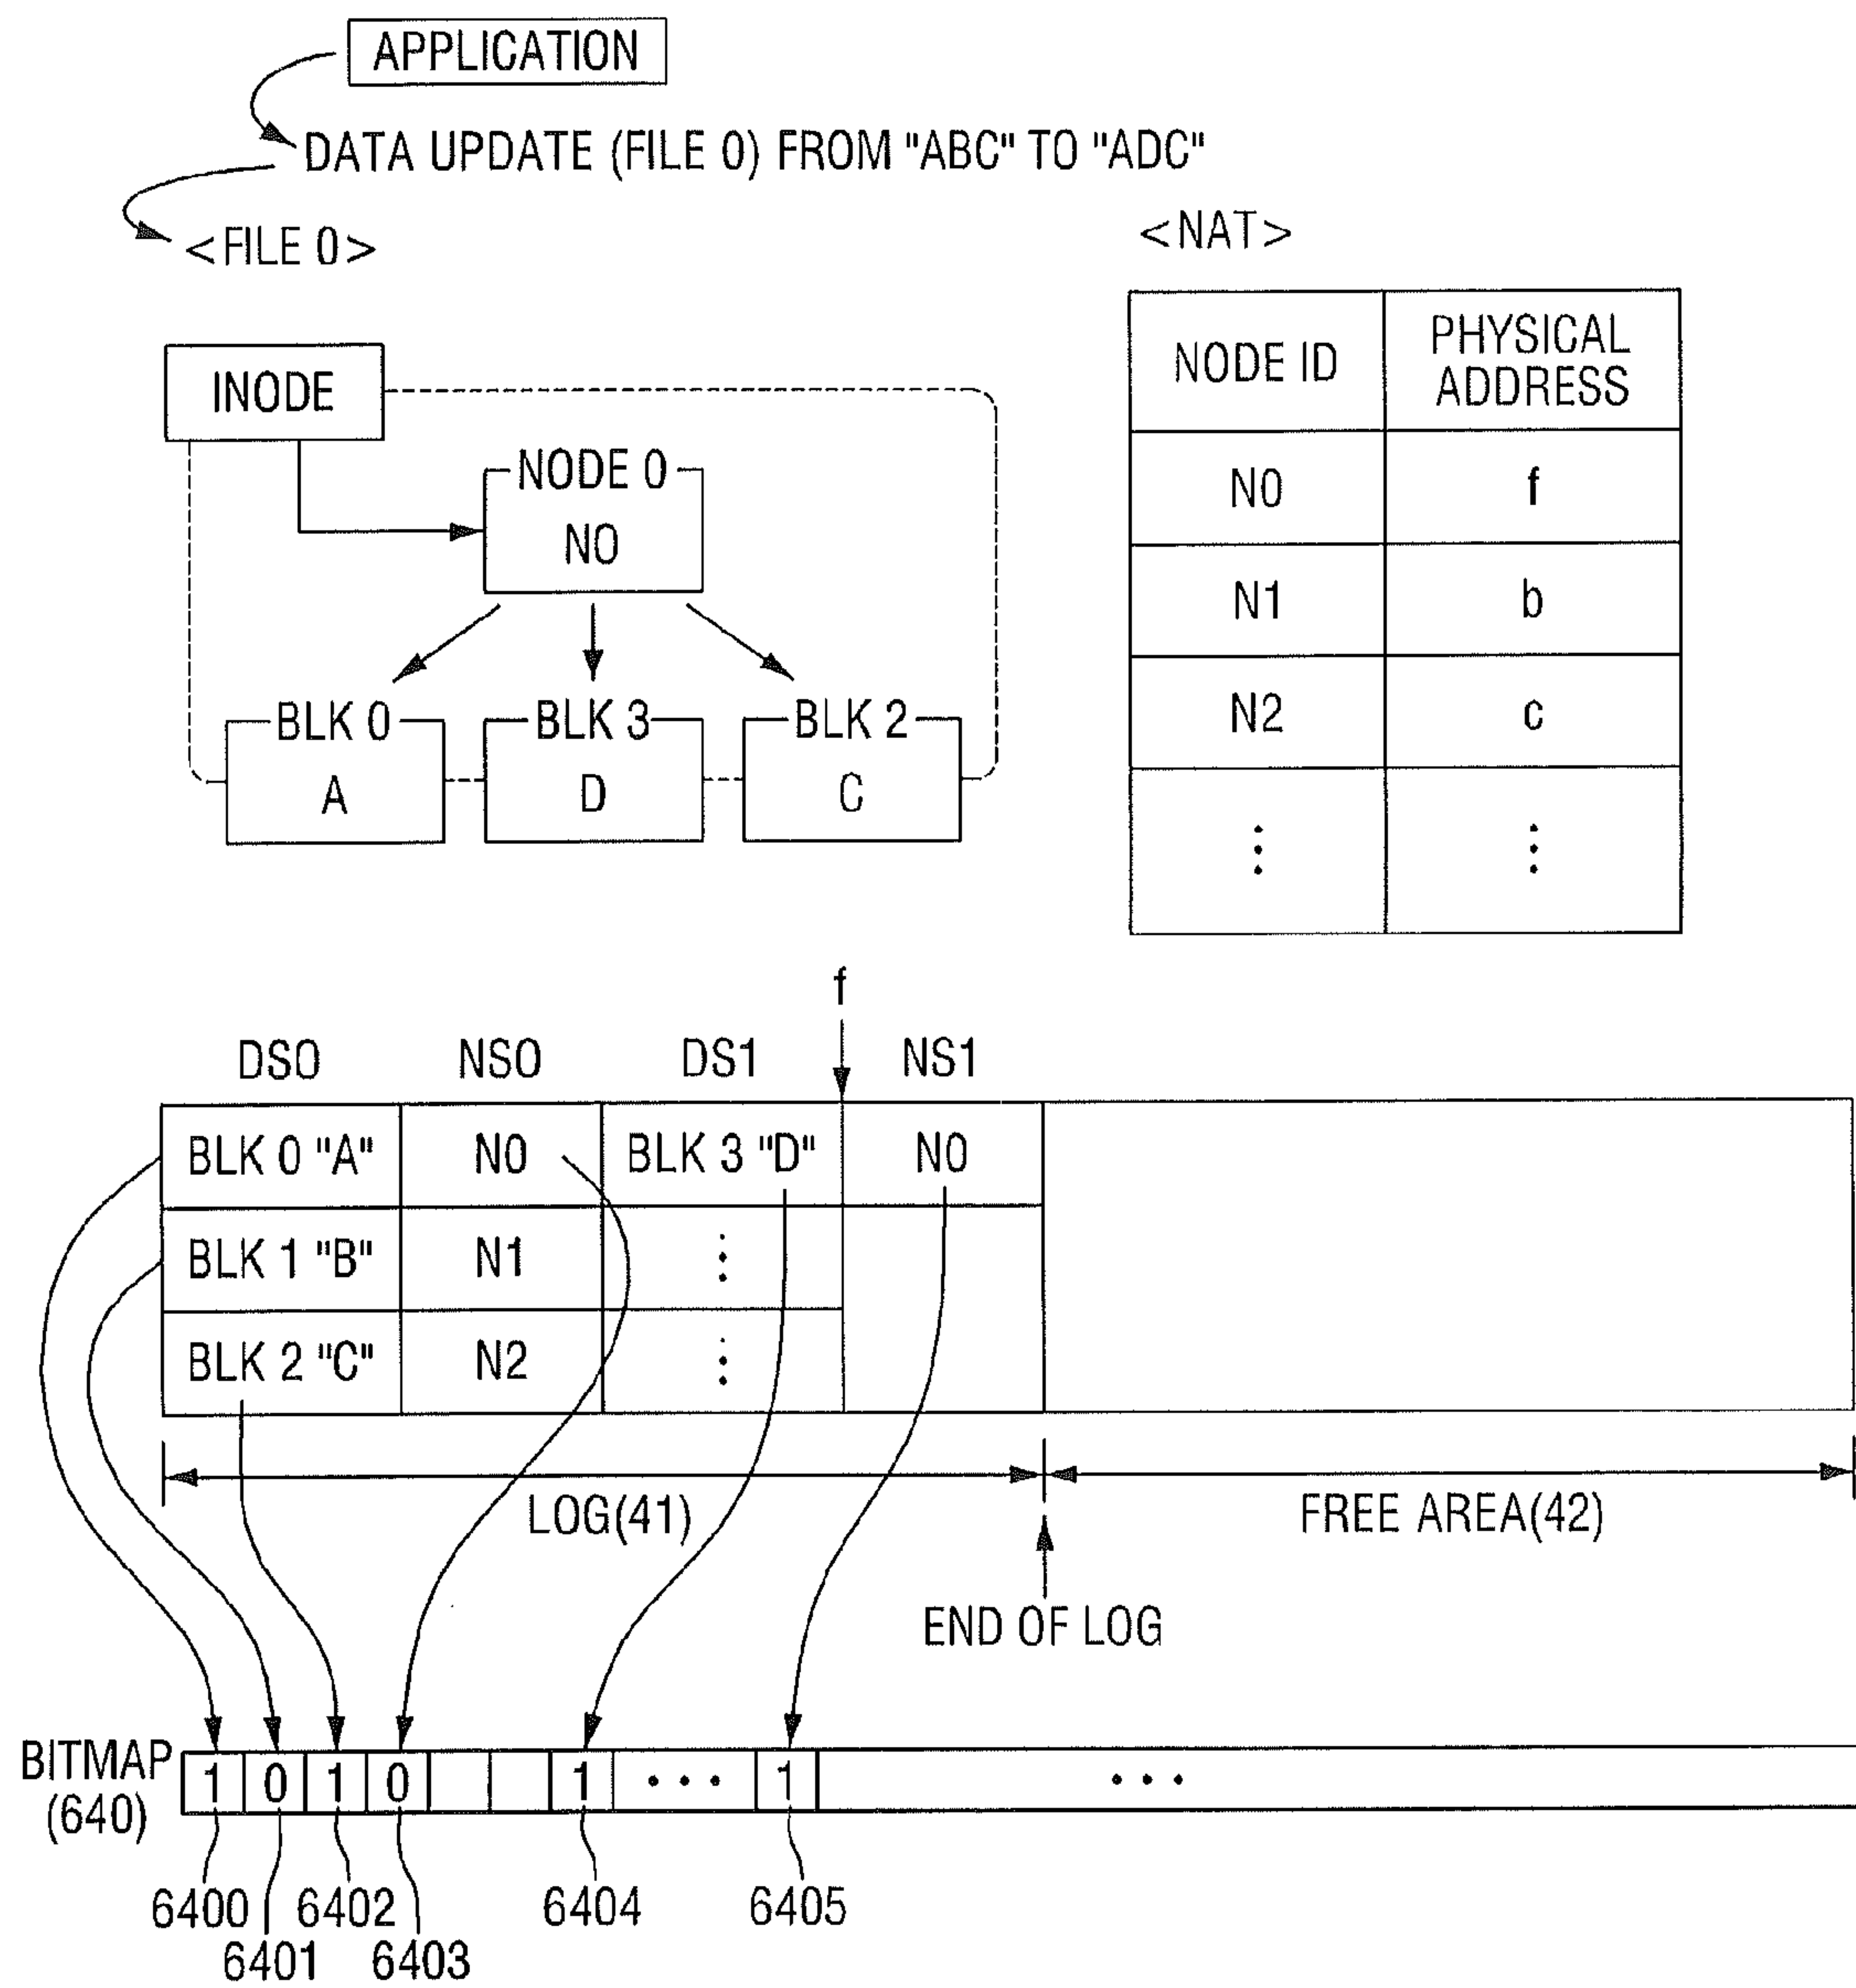 APPLICATION
DATA UPDATE (FILE 0) FROM "ABC" TO "ADC"
<FILE 0>
<NAT>
INODE
NODE 0
N0
BLK 0
A
BLK 3
D
BLK 2
C
NODE ID PHYSICAL ADDRESS
N0 f
N1 b
N2 c
⋮ ⋮
f
DS0 NS0 DS1 NS1
BLK 0 "A" N0 BLK 3 "D" N0
BLK 1 "B" N1 ⋮
BLK 2 "C" N2 ⋮
LOG(41) FREE AREA(42)
END OF LOG
BITMAP
(640)
1 0 1 0 1 ••• 1 •••
6400 6402 6404 6405
6401 6403